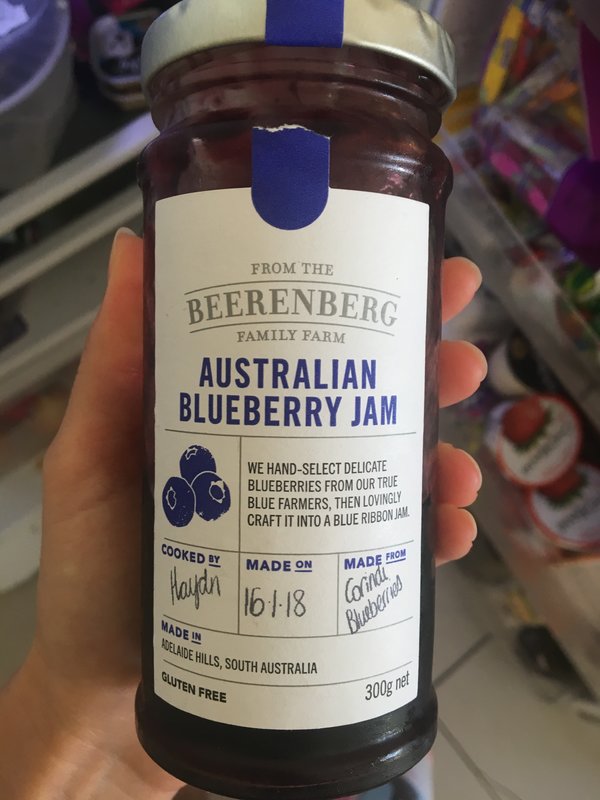 FROM THE
BEERENBERG
FAMILY FARM
AUSTRALIAN
BLUEBERRY JAM
WE HAND-SELECT DELICATE
BLUEBERRIES FROM OUR TRUE
BLUE FARMERS, THEN LOVINGLY
CRAFT IT INTO A BLUE RIBBON JAM.
COOKED BY
Haydn
MADE ON
16·1·18
MADE FROM
Corindi
Blueberries
MADE IN
ADELAIDE HILLS, SOUTH AUSTRALIA
GLUTEN FREE
300g net